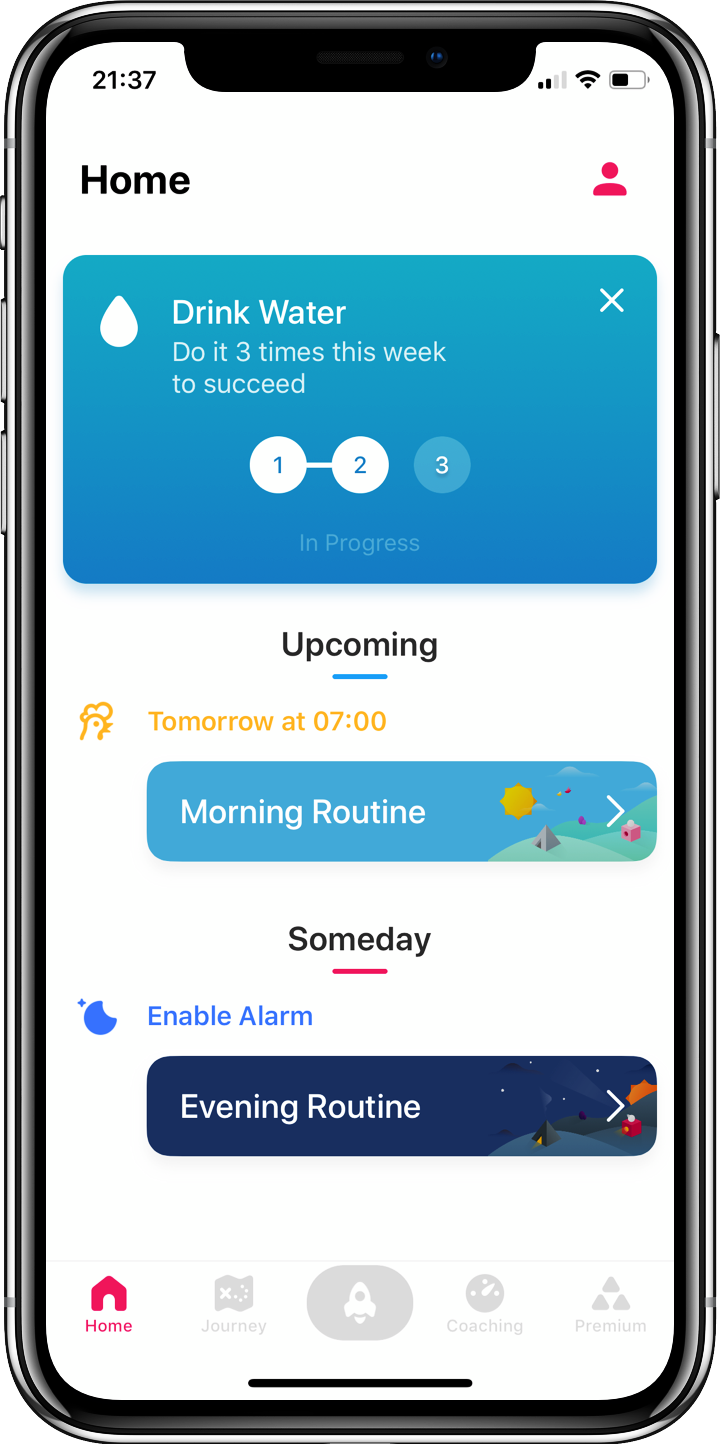 21:37
Home
Drink Water
Do it 3 times this week
to succeed
1 2 3
In Progress
Upcoming
Tomorrow at 07:00
Morning Routine
Someday
Enable Alarm
Evening Routine
Home Journey Coaching Premium